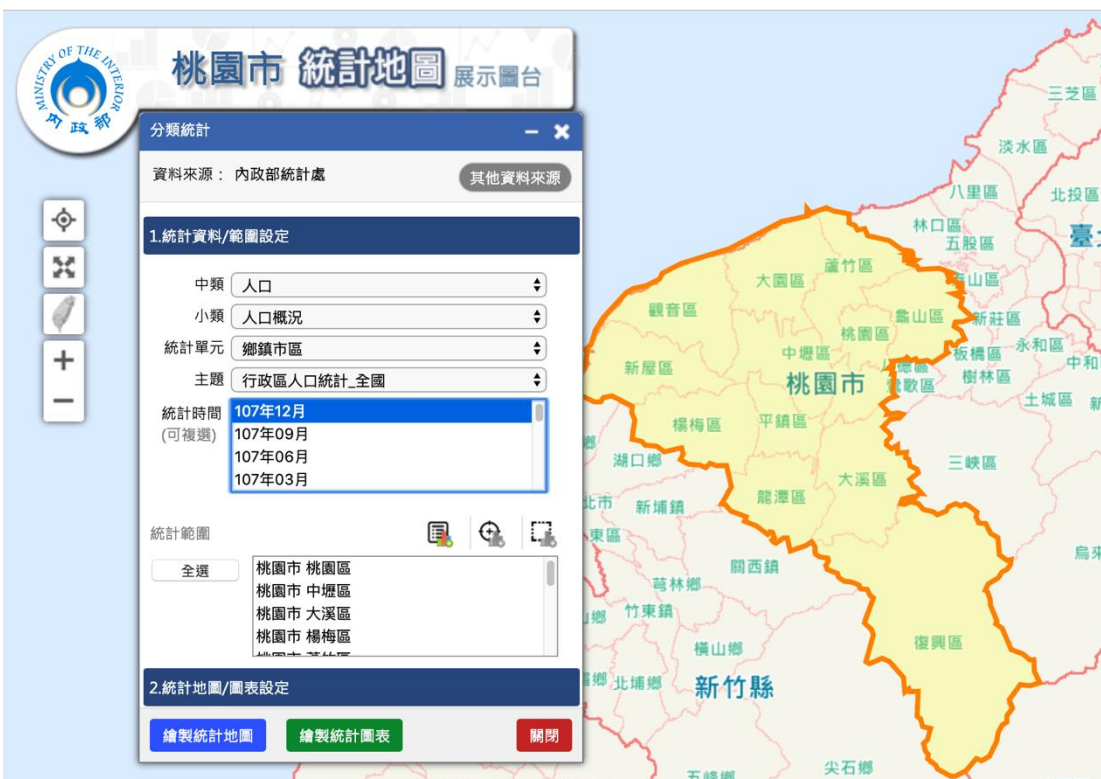 MINISTRY OF THE INTERIOR
內政部
桃園市 統計地圖 展示圖台
分類統計
資料來源： 內政部統計處
其他資料來源
1.統計資料/範圍設定
中類 人口
小類 人口概況
統計單元 鄉鎮市區
主題 行政區人口統計_全國
統計時間
(可複選)
107年12月
107年09月
107年06月
107年03月
統計範圍
全選
桃園市 桃園區
桃園市 中壢區
桃園市 大溪區
桃園市 楊梅區
2.統計地圖/圖表設定
繪製統計地圖
繪製統計圖表
關閉
三芝區
淡水區
八里區
北投區
林口區
五股區
蘆竹區
大園區
觀音區
龜山區
新莊區
桃園區
永和區
中壢區
板橋區
中和
新屋區
鶯歌區
樹林區
桃園市
土城區
新
楊梅區
平鎮區
湖口鄉
三峽區
大溪區
龍潭區
北市
新埔鎮
東區
關西鎮
烏來
芎林鄉
竹東鎮
橫山鄉
復興區
北埔鄉
新竹縣
尖石鄉
五峰鄉